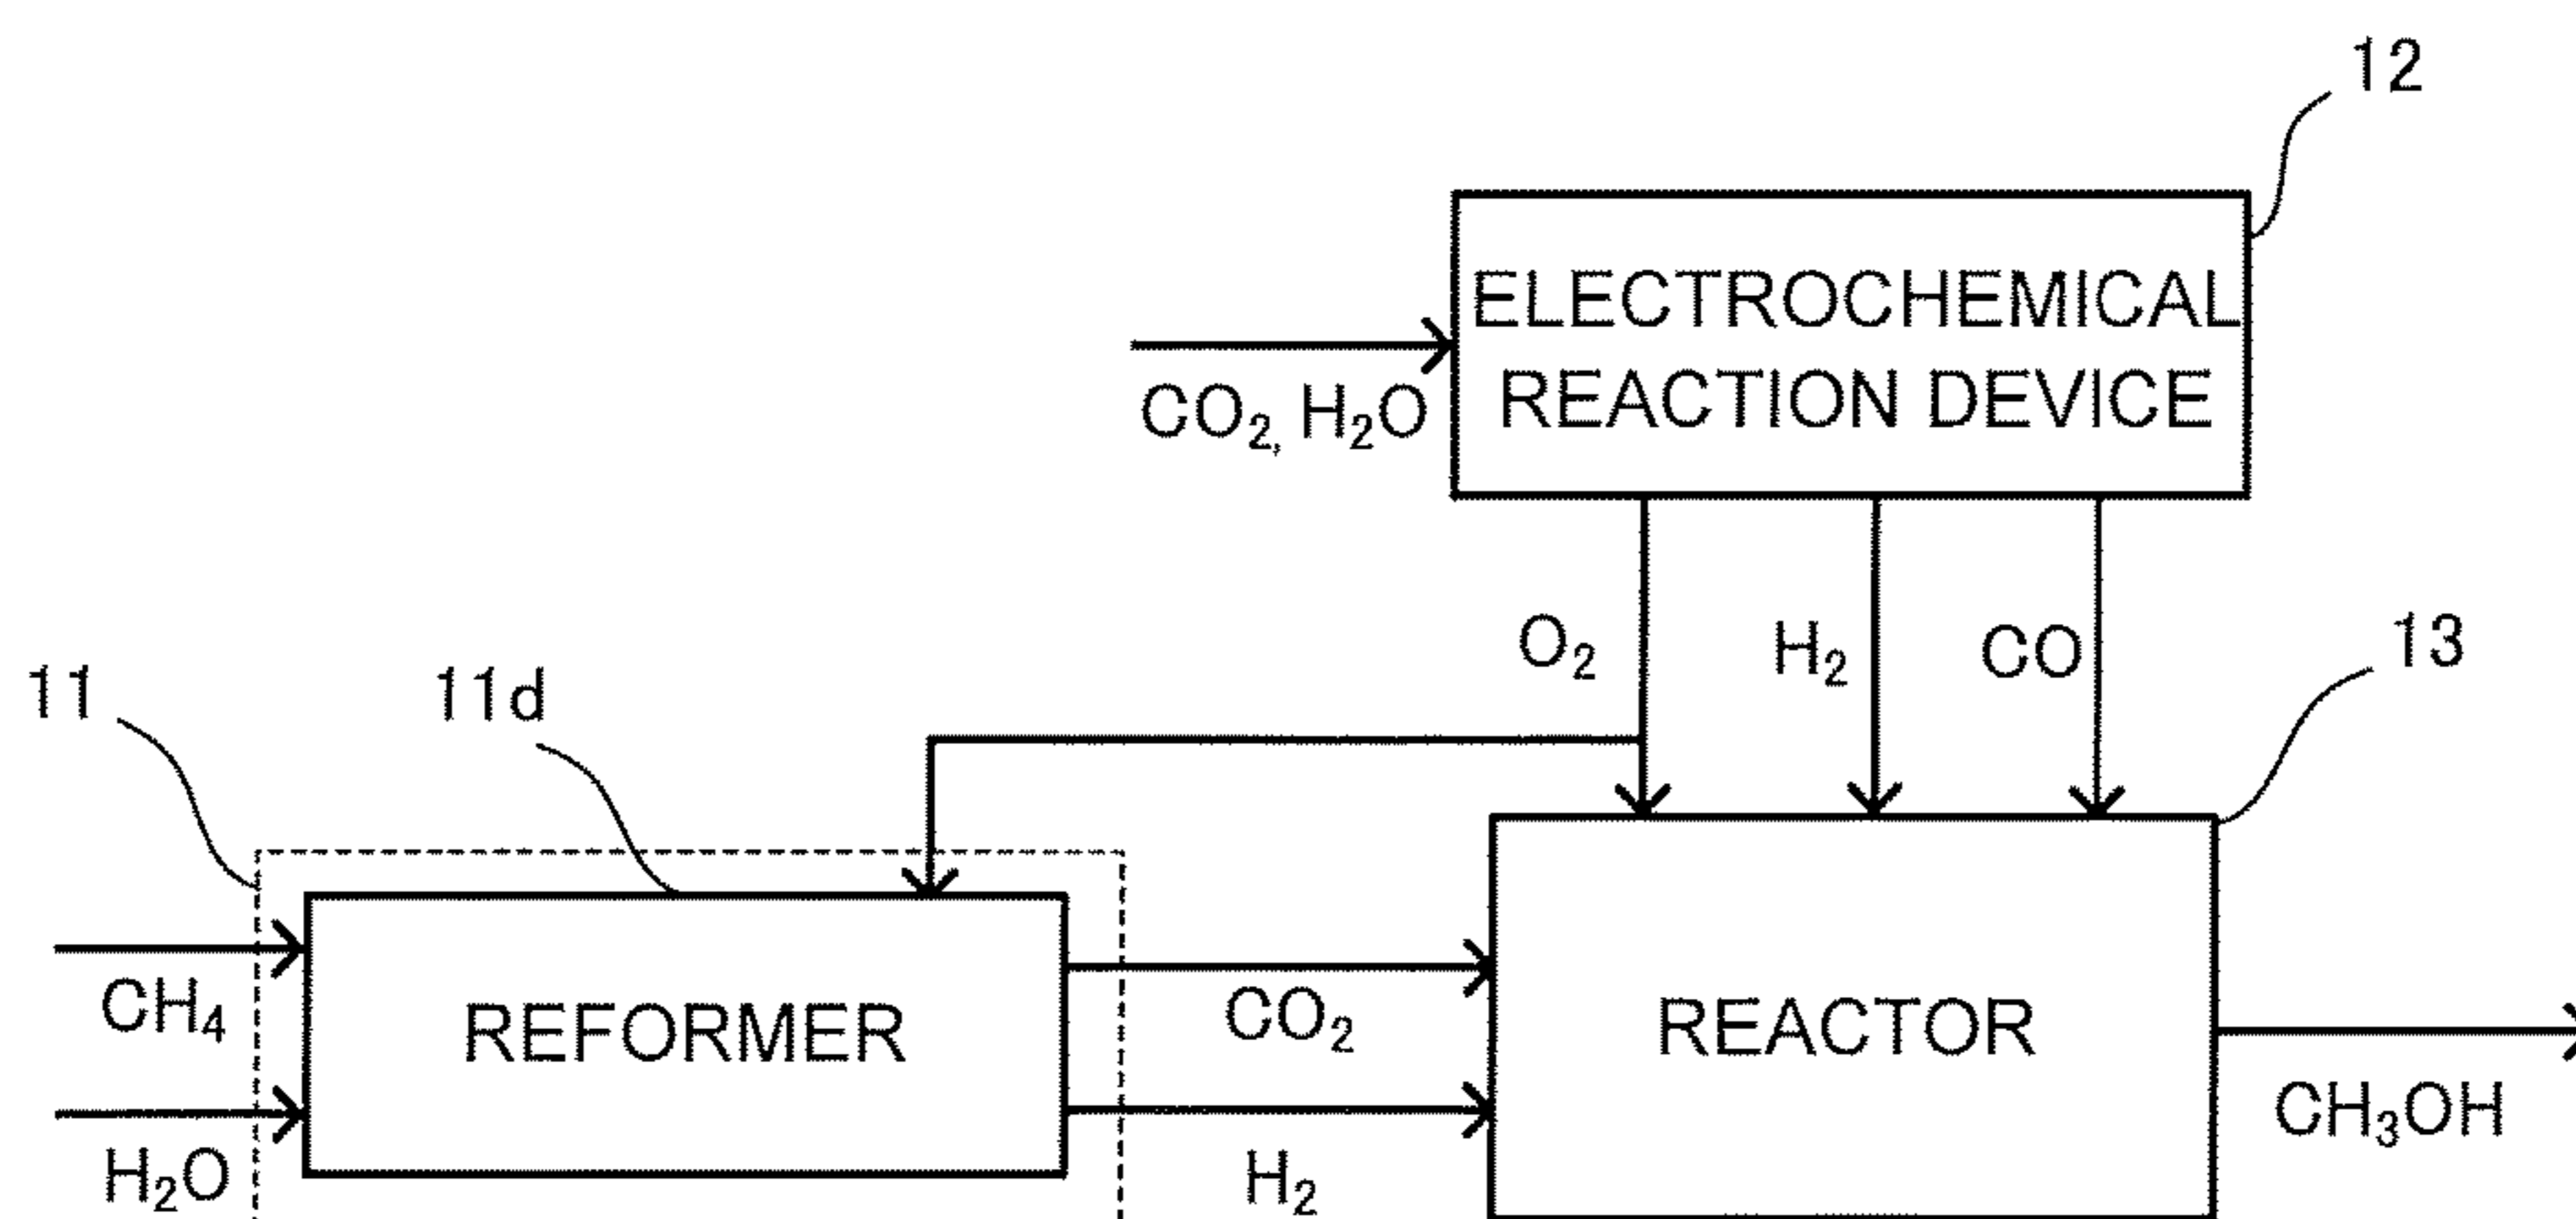 12
ELECTROCHEMICAL
REACTION DEVICE
CO₂, H₂O
O₂
H₂
CO
13
11
11d
CH₄
REFORMER
CO₂
REACTOR
CH₃OH
H₂O
H₂